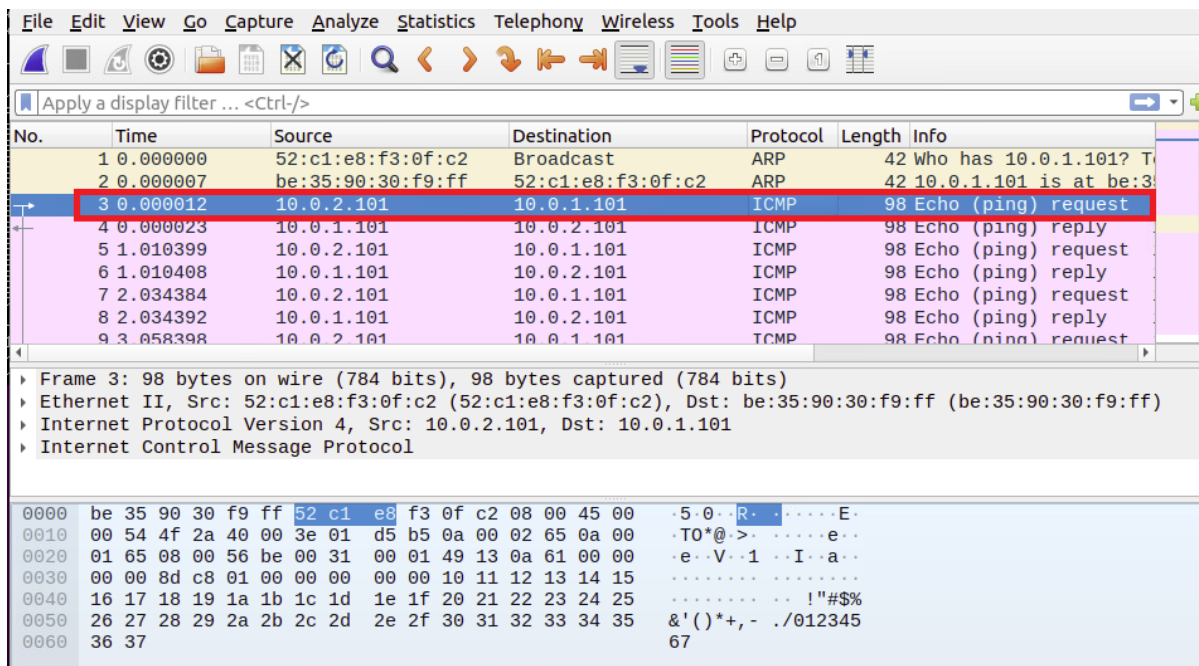 File Edit View Go Capture Analyze Statistics Telephony Wireless Tools Help
Apply a display filter … <Ctrl-/>
No. Time Source Destination Protocol Length Info
1 0.000000 52:c1:e8:f3:0f:c2 Broadcast ARP 42 Who has 10.0.1.101?
2 0.000007 be:35:90:30:f9:ff 52:c1:e8:f3:0f:c2 ARP 42 10.0.1.101 is at
3 0.000012 10.0.2.101 10.0.1.101 ICMP 98 Echo (ping) request
4 0.000023 10.0.1.101 10.0.2.101 ICMP 98 Echo (ping) reply
5 1.010399 10.0.2.101 10.0.1.101 ICMP 98 Echo (ping) request
6 1.010408 10.0.1.101 10.0.2.101 ICMP 98 Echo (ping) reply
7 2.034384 10.0.2.101 10.0.1.101 ICMP 98 Echo (ping) request
8 2.034392 10.0.1.101 10.0.2.101 ICMP 98 Echo (ping) reply
9 3.058398 10.0.2.101 10.0.1.101 ICMP 98 Echo (ping) request
Frame 3: 98 bytes on wire (784 bits), 98 bytes captured (784 bits)
Ethernet II, Src: 52:c1:e8:f3:0f:c2 (52:c1:e8:f3:0f:c2), Dst: be:35:90:30:f9:ff (be:35:90:30:f9:ff)
Internet Protocol Version 4, Src: 10.0.2.101, Dst: 10.0.1.101
Internet Control Message Protocol
0000 be 35 90 30 f9 ff 52 c1 e8 f3 0f c2 08 00 45 00 ·5·0··R· ······E·
0010 00 54 4f 2a 40 00 3e 01 d5 b5 0a 00 02 65 0a 00 ·TO*@·>· ·····e··
0020 01 65 08 00 56 be 00 31 00 01 49 13 0a 61 00 00 ·e··V··1 ··I··a··
0030 00 00 8d c8 01 00 00 00 00 00 10 11 12 13 14 15 ········ ········
0040 16 17 18 19 1a 1b 1c 1d 1e 1f 20 21 22 23 24 25 ········ ·· !"#$%
0050 26 27 28 29 2a 2b 2c 2d 2e 2f 30 31 32 33 34 35 &'()*+,- ./012345
0060 36 37 67